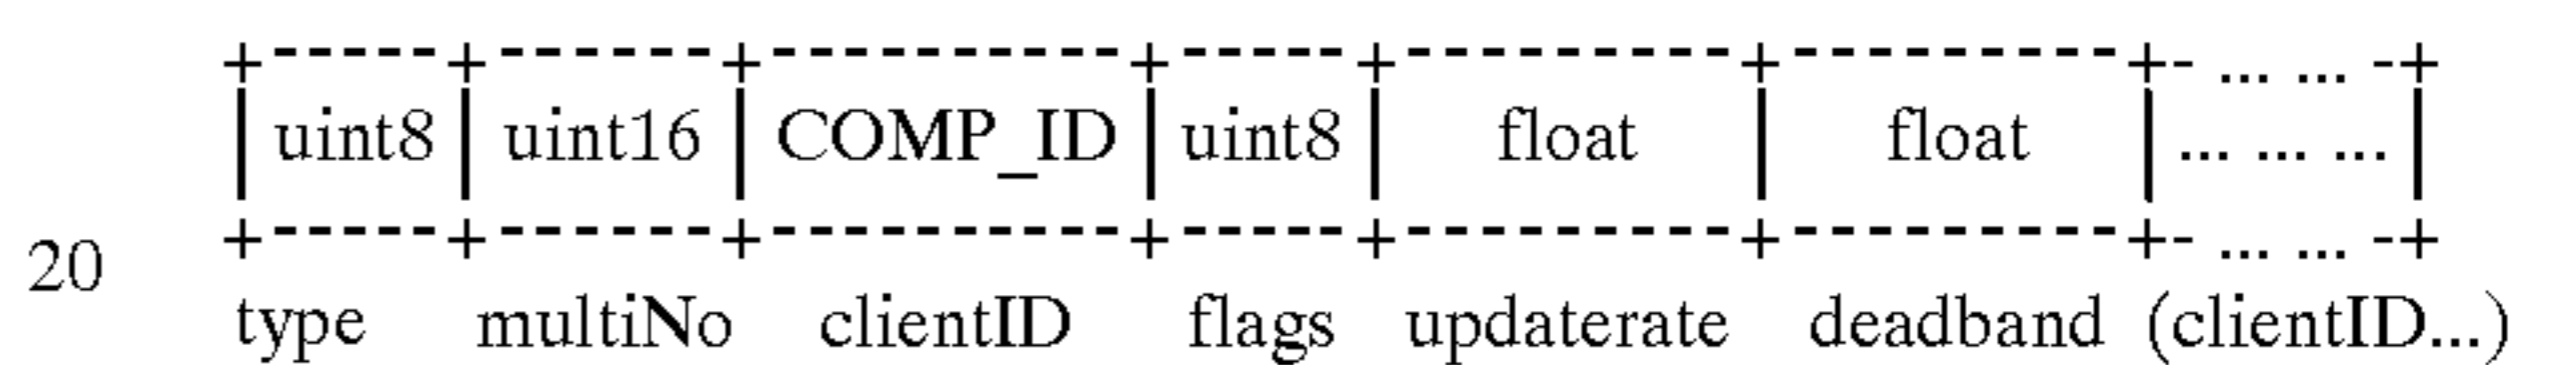 +-----+------+----------+-----+---------+---------+- ... ... -+
| uint8 | uint16 | COMP_ID | uint8 | float | float |... ... ...|
20 +-----+------+----------+-----+---------+---------+- ... ... -+
type multiNo clientID flags updaterate deadband (clientID...)